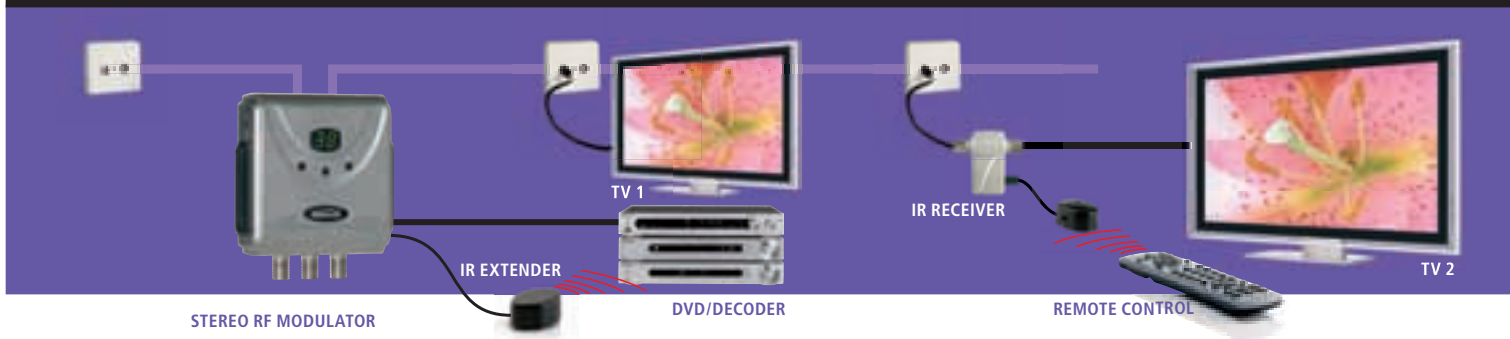 TV 1
IR EXTENDER
DVD/DECODER
STEREO RF MODULATOR
IR RECEIVER
REMOTE CONTROL
TV 2